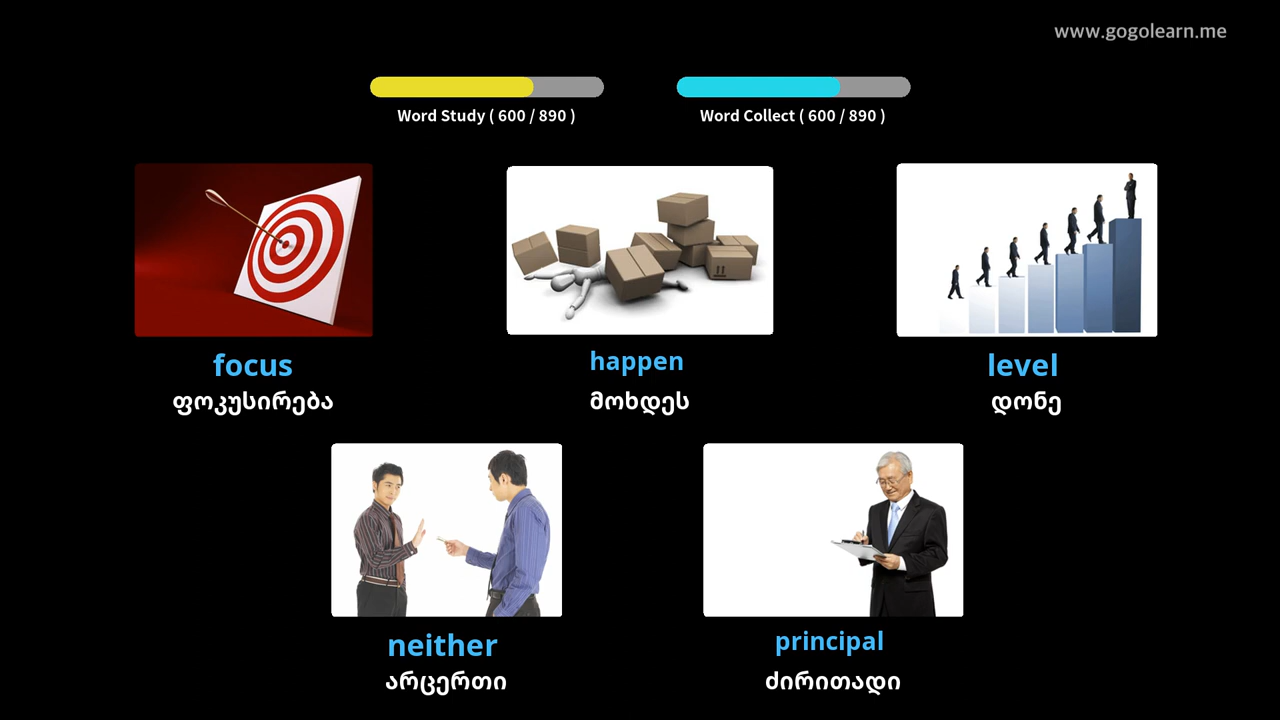 www.gogolearn.me
Word Study ( 600 / 890 )
Word Collect ( 600 / 890 )
focus
ფოკუსირება
happen
მოხდეს
level
დონე
neither
არცერთი
principal
ძირითადი